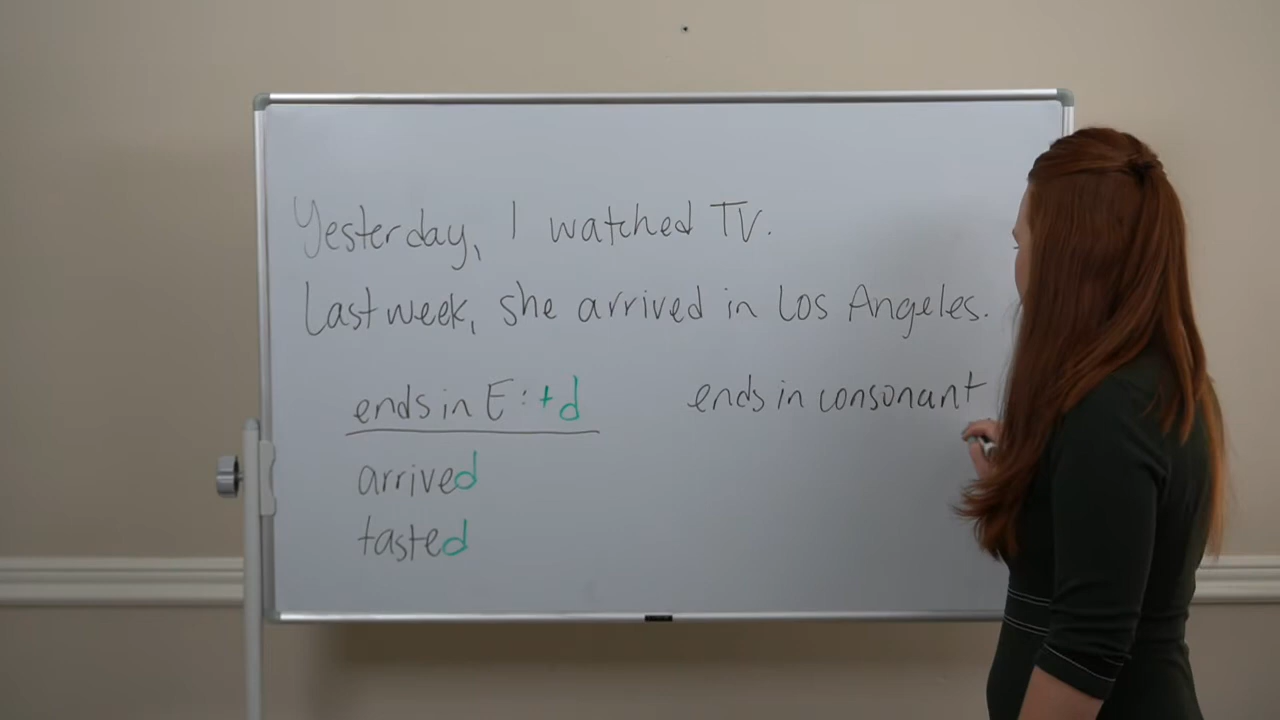 Yesterday, I watched TV.
Last week, she arrived in Los Angeles.
ends in E: +d
arrived
tasted
ends in consonant